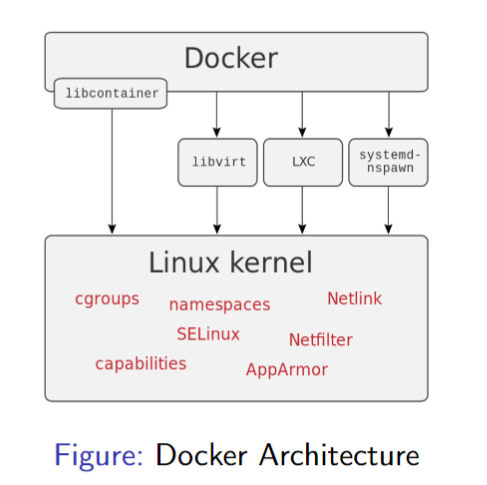 Docker
libcontainer
libvirt
LXC
systemd-
nspawn
Linux kernel
cgroups
namespaces
Netlink
SELinux
Netfilter
capabilities
AppArmor
Figure: Docker Architecture